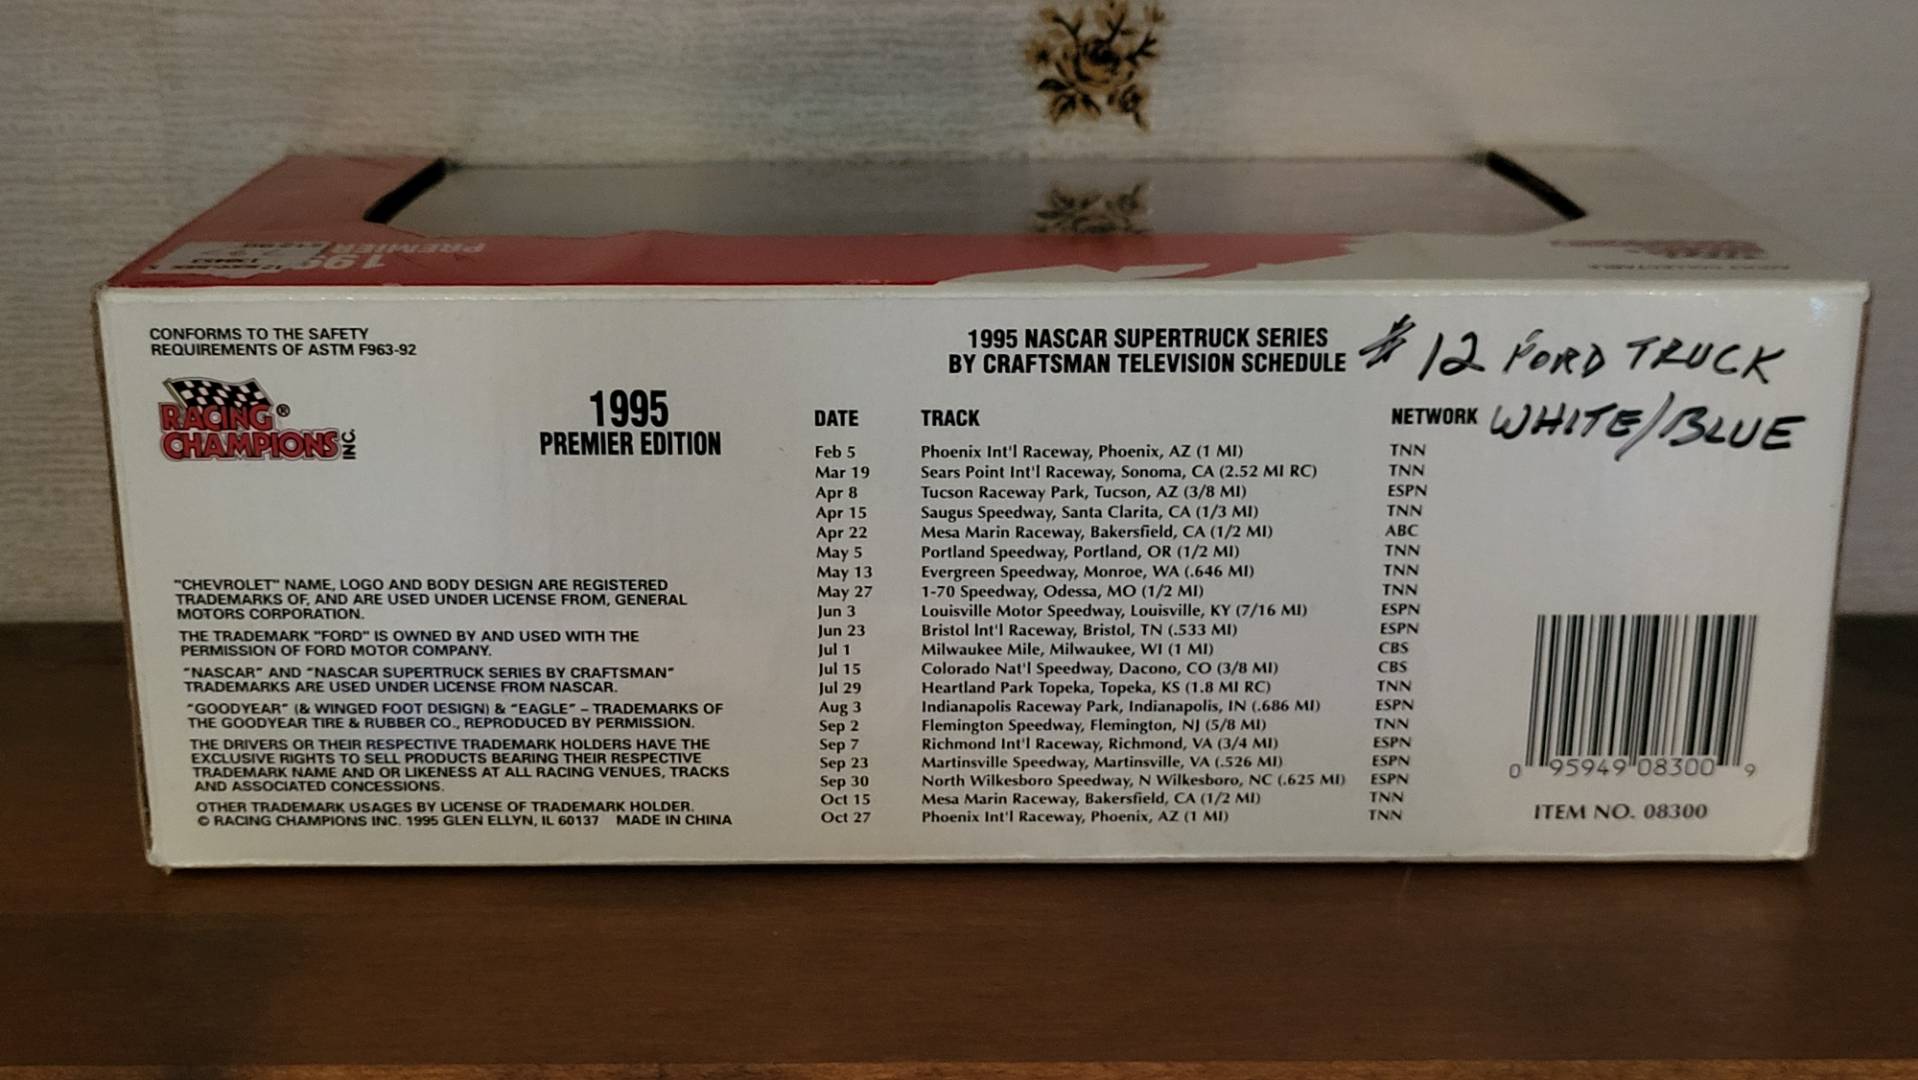 1995
PREMIER
CONFORMS TO THE SAFETY
REQUIREMENTS OF ASTM F963-92
RACING ®
CHAMPIONS INC.
1995
PREMIER EDITION
"CHEVROLET" NAME, LOGO AND BODY DESIGN ARE REGISTERED
TRADEMARKS OF, AND ARE USED UNDER LICENSE FROM, GENERAL
MOTORS CORPORATION.
THE TRADEMARK "FORD" IS OWNED BY AND USED WITH THE
PERMISSION OF FORD MOTOR COMPANY.
"NASCAR" AND "NASCAR SUPERTRUCK SERIES BY CRAFTSMAN"
TRADEMARKS ARE USED UNDER LICENSE FROM NASCAR.
"GOODYEAR" (& WINGED FOOT DESIGN) & "EAGLE" – TRADEMARKS OF
THE GOODYEAR TIRE & RUBBER CO., REPRODUCED BY PERMISSION.
THE DRIVERS OR THEIR RESPECTIVE TRADEMARK HOLDERS HAVE THE
EXCLUSIVE RIGHTS TO SELL PRODUCTS BEARING THEIR RESPECTIVE
TRADEMARK NAME AND OR LIKENESS AT ALL RACING VENUES, TRACKS
AND ASSOCIATED CONCESSIONS.
OTHER TRADEMARK USAGES BY LICENSE OF TRADEMARK HOLDER.
© RACING CHAMPIONS INC. 1995 GLEN ELLYN, IL 60137 MADE IN CHINA
1995 NASCAR SUPERTRUCK SERIES
BY CRAFTSMAN TELEVISION SCHEDULE
DATE TRACK NETWORK
Feb 5 Phoenix Int'l Raceway, Phoenix, AZ (1 MI) TNN
Mar 19 Sears Point Int'l Raceway, Sonoma, CA (2.52 MI RC) TNN
Apr 8 Tucson Raceway Park, Tucson, AZ (3/8 MI) ESPN
Apr 15 Saugus Speedway, Santa Clarita, CA (1/3 MI) TNN
Apr 22 Mesa Marin Raceway, Bakersfield, CA (1/2 MI) ABC
May 5 Portland Speedway, Portland, OR (1/2 MI) TNN
May 13 Evergreen Speedway, Monroe, WA (.646 MI) TNN
May 27 1-70 Speedway, Odessa, MO (1/2 MI) TNN
Jun 3 Louisville Motor Speedway, Louisville, KY (7/16 MI) ESPN
Jun 23 Bristol Int'l Raceway, Bristol, TN (.533 MI) ESPN
Jul 1 Milwaukee Mile, Milwaukee, WI (1 MI) CBS
Jul 15 Colorado Nat'l Speedway, Dacono, CO (3/8 MI) CBS
Jul 29 Heartland Park Topeka, Topeka, KS (1.8 MI RC) TNN
Aug 3 Indianapolis Raceway Park, Indianapolis, IN (.686 MI) ESPN
Sep 2 Flemington Speedway, Flemington, NJ (5/8 MI) TNN
Sep 7 Richmond Int'l Raceway, Richmond, VA (3/4 MI) ESPN
Sep 23 Martinsville Speedway, Martinsville, VA (.526 MI) ESPN
Sep 30 North Wilkesboro Speedway, N Wilkesboro, NC (.625 MI) ESPN
Oct 15 Mesa Marin Raceway, Bakersfield, CA (1/2 MI) TNN
Oct 27 Phoenix Int'l Raceway, Phoenix, AZ (1 MI) TNN
# 12 FORD TRUCK
WHITE/BLUE
0 95949 08300 9
ITEM NO. 08300